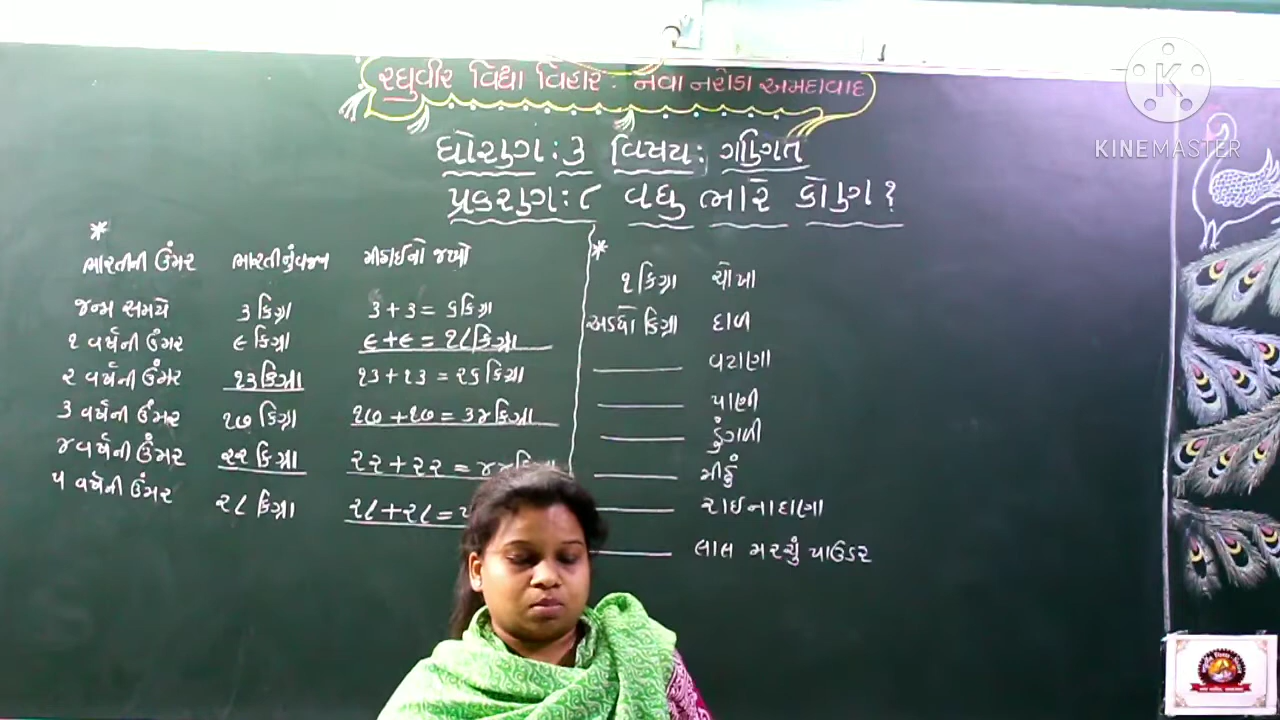 રઘુવીર વિદ્યા વિહાર. નવા નરોડા અમદાવાદ
KINEMASTER
ધોરણ: ૩ વિષય: ગણિત
પ્રકરણ: ૮ વધુ ભારે કોણ?
*
ભારતીની ઉંમર ભારતીનું વજન મીઠાઈનો જથ્થો
જન્મ સમયે ૩ કિગ્રા ૩ + ૩ = ૬ કિગ્રા
૧ વર્ષની ઉંમર ૯ કિગ્રા ૯ + ૯ = ૧૮ કિગ્રા
૨ વર્ષની ઉંમર ૧૩ કિગ્રા ૧૩ + ૧૩ = ૨૬ કિગ્રા
૩ વર્ષની ઉંમર ૧૭ કિગ્રા ૧૭ + ૧૭ = ૩૪ કિગ્રા
૪ વર્ષની ઉંમર ૨૨ કિગ્રા ૨૨ + ૨૨ = ૪૪ કિગ્રા
૫ વર્ષની ઉંમર ૨૮ કિગ્રા ૨૮ + ૨૮ =
*
૧ કિગ્રા ચોખા
અડધો કિગ્રા દાળ
વટાણા
પાણી
ડુંગળી
મીઠું
રાઈના દાણા
લાલ મરચું પાઉડર